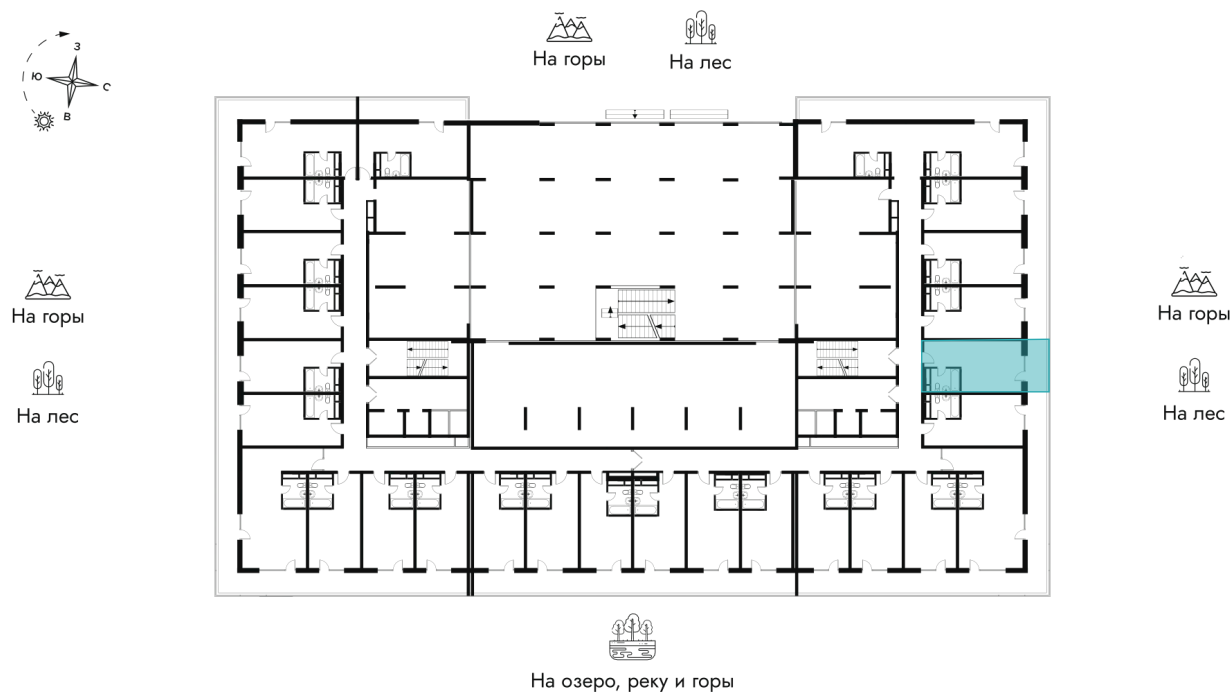 На горы
На лес
З
Ю
С
В
На горы
На лес
На горы
На лес
На озеро, реку и горы